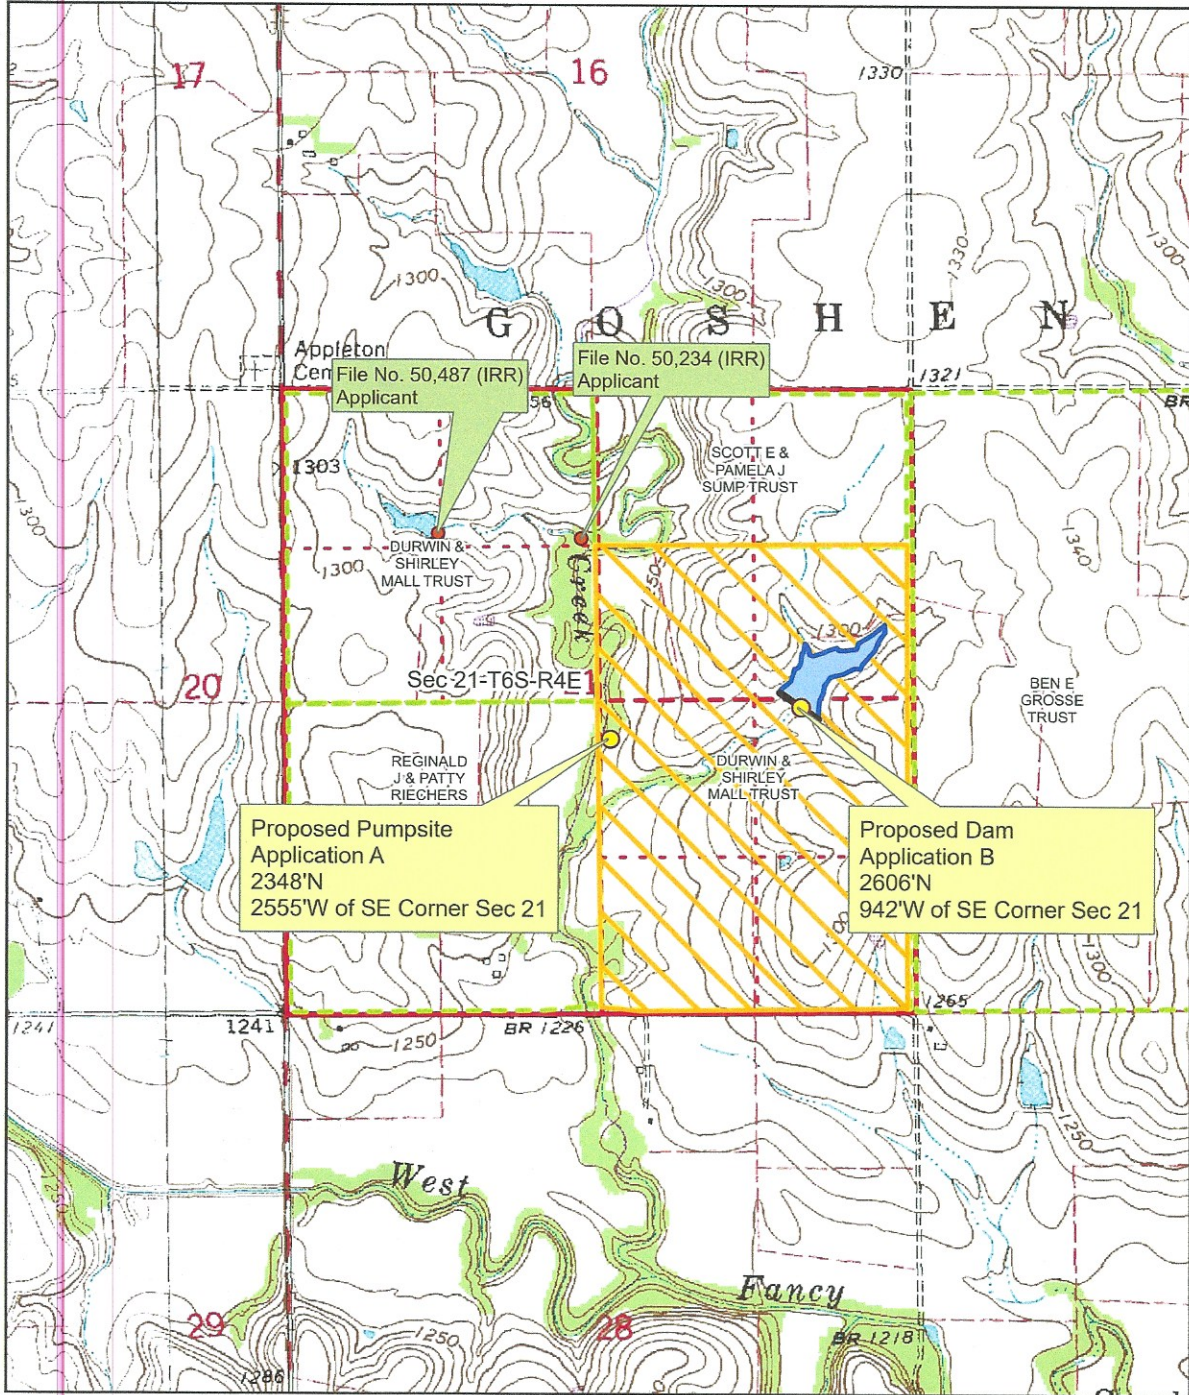 17
16
1330
1300
1330
1300
1300
1300
G O S H E N
Appleton
Cem
File No. 50,487 (IRR)
Applicant
File No. 50,234 (IRR)
Applicant
1321
BR
56
1303
SCOTT E &
PAMELA J
SUMP TRUST
1300
DURWIN &
SHIRLEY
MALL TRUST
1300
1340
Creek
1300
Sec 21-T6S-R4E
20
BEN E
GROSSE
TRUST
REGINALD
J & PATTY
RIECHERS
DURWIN &
SHIRLEY
MALL TRUST
Proposed Pumpsite
Application A
2348'N
2555'W of SE Corner Sec 21
Proposed Dam
Application B
2606'N
942'W of SE Corner Sec 21
1300
1265
1241
1241
BR 1226
1250
1250
West
Fancy
29
1250
28
BR 1218
1286